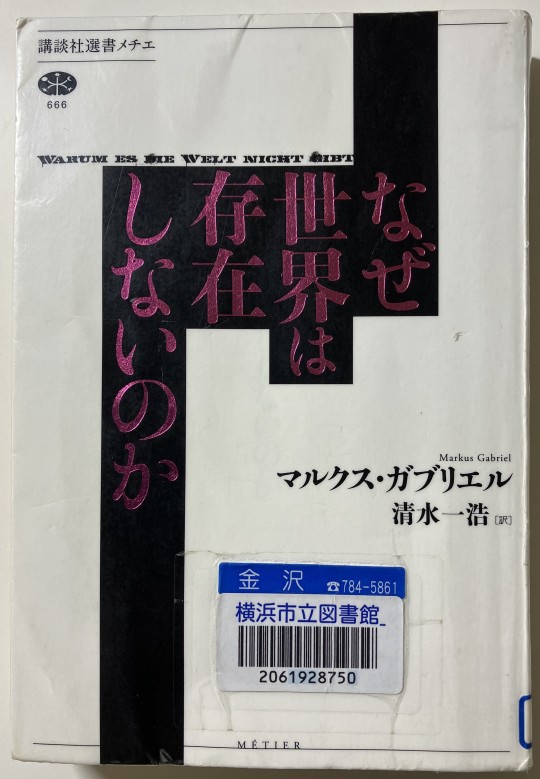 講談社選書メチエ
666
WARUM ES DIE WELT NICHT GIBT
なぜ
世界は
存在
しないのか
Markus Gabriel
マルクス・ガブリエル
清水一浩[訳]
金沢 ☎784-5861
横浜市立図書館
2061928750
MÉTIER